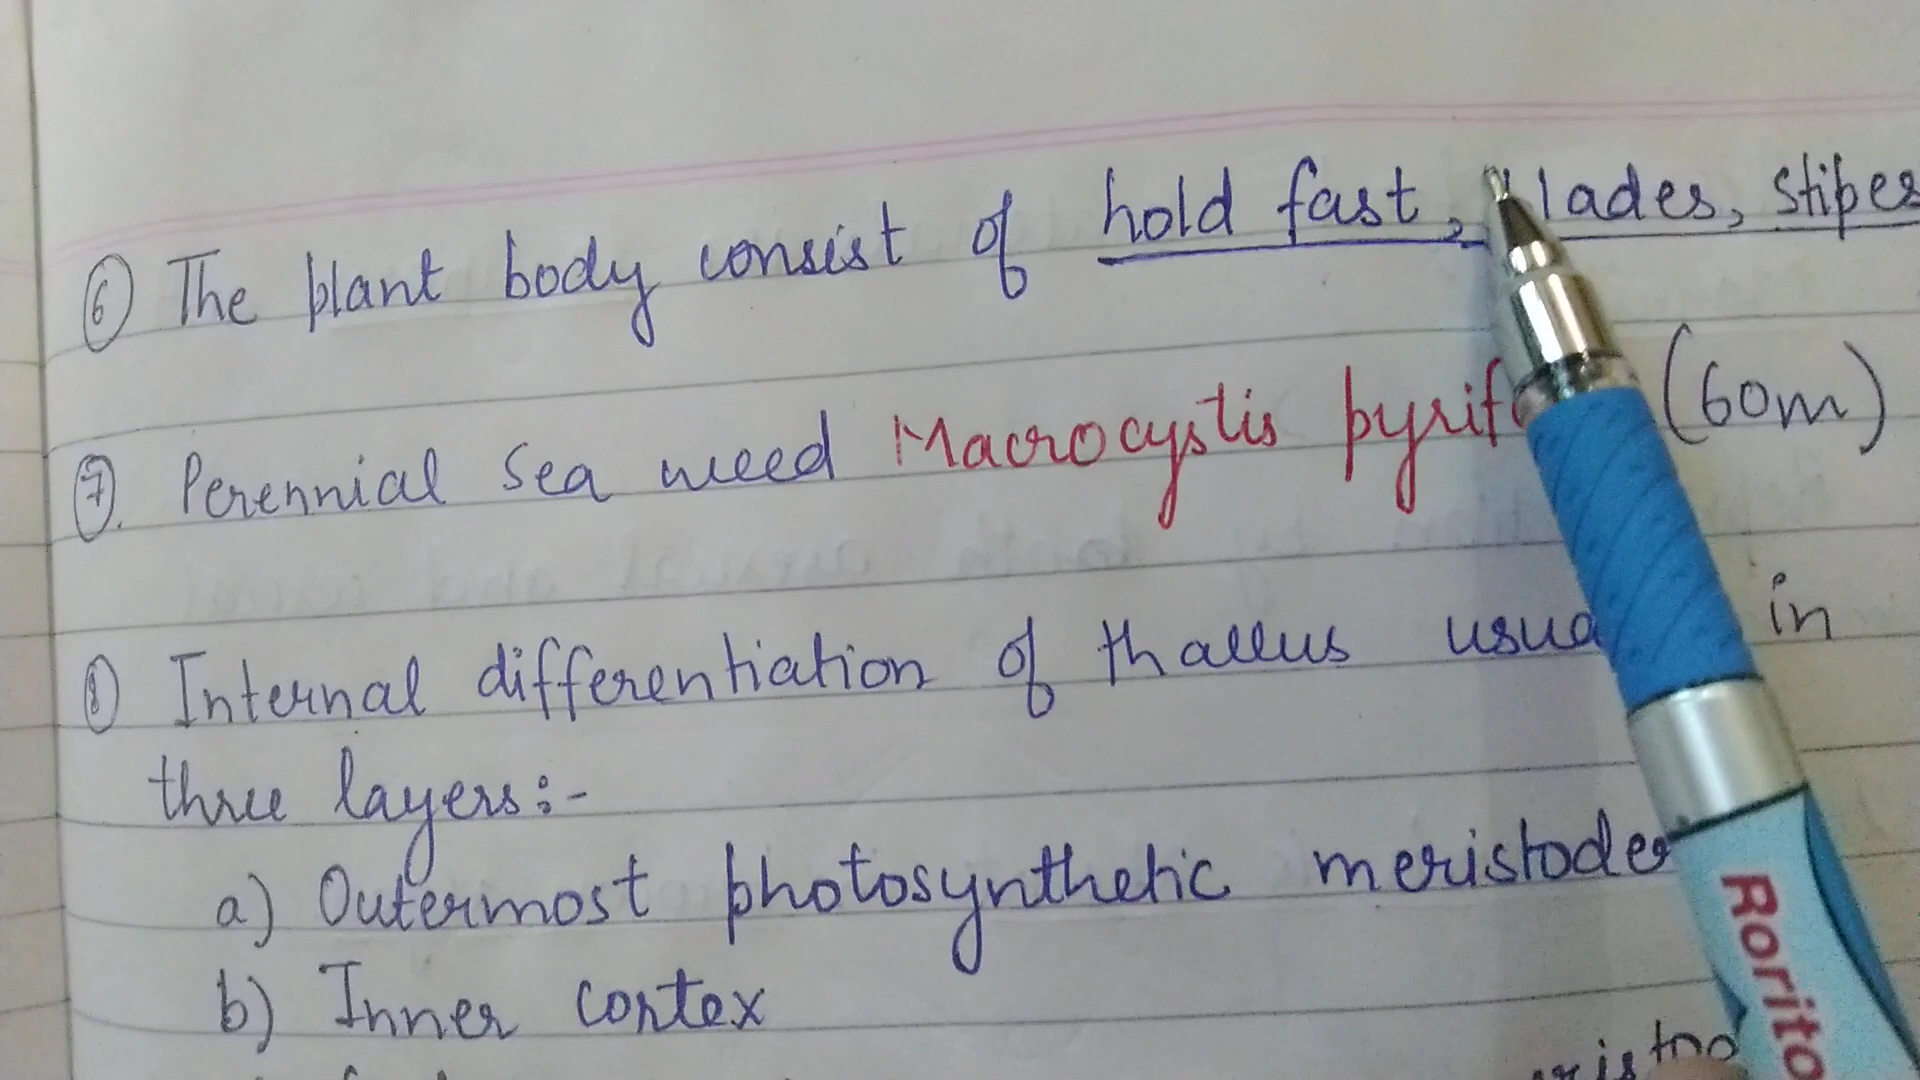 ⑥ The plant body consist of hold fast, lades, stipes
⑦. Perennial sea weed Macrocystis pyrif (60m)
⑧ Internal differentiation of thallus usua in
three layers:-
a) Outermost photosynthetic meristoder
b) Inner cortex
Rorito